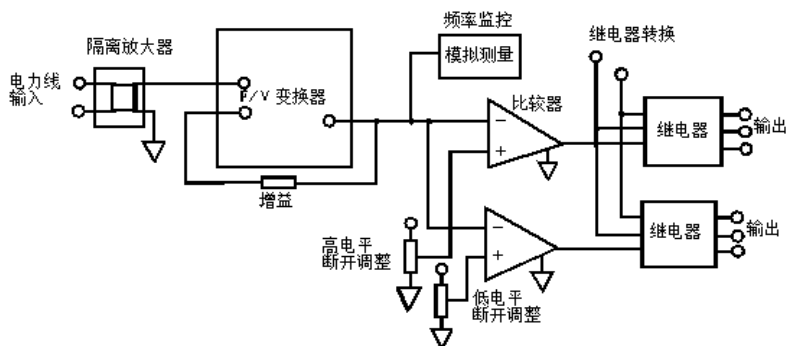 频率监控
继电器转换
隔离放大器
模拟测量
电力线
输入
F/V 变换器
比较器
−
+
继电器
输出
增益
高电平
断开调整
−
+
继电器
输出
低电平
断开调整